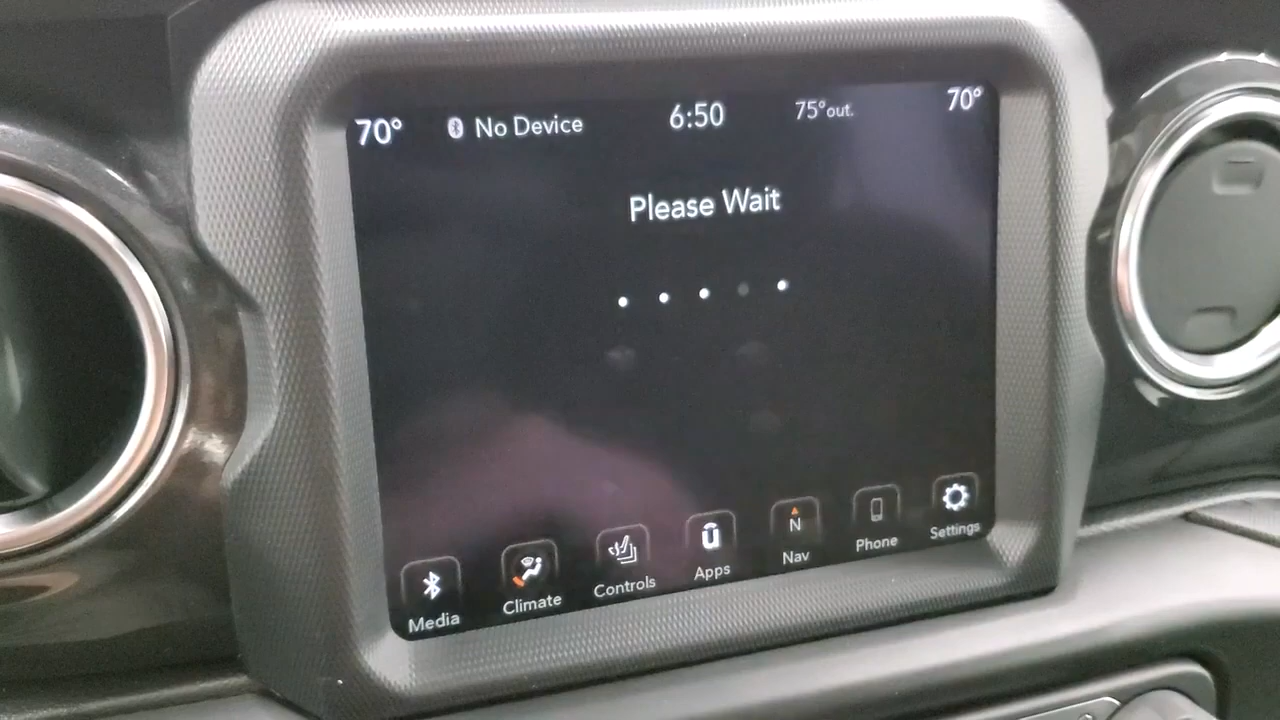 70° No Device 6:50 75°out. 70°
Please Wait
N
Media Climate Controls Apps Nav Phone Settings